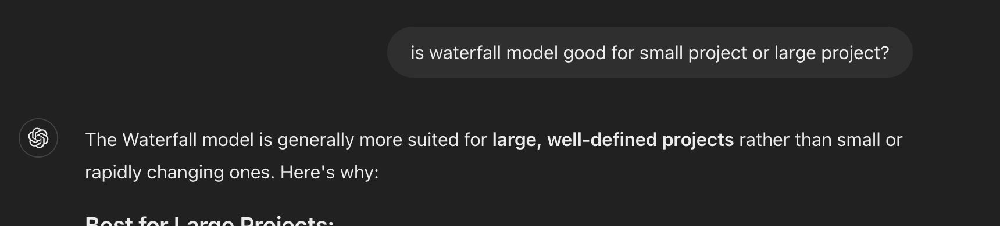 is waterfall model good for small project or large project?
The Waterfall model is generally more suited for large, well-defined projects rather than small or
rapidly changing ones. Here's why:
Best for Large Projects: